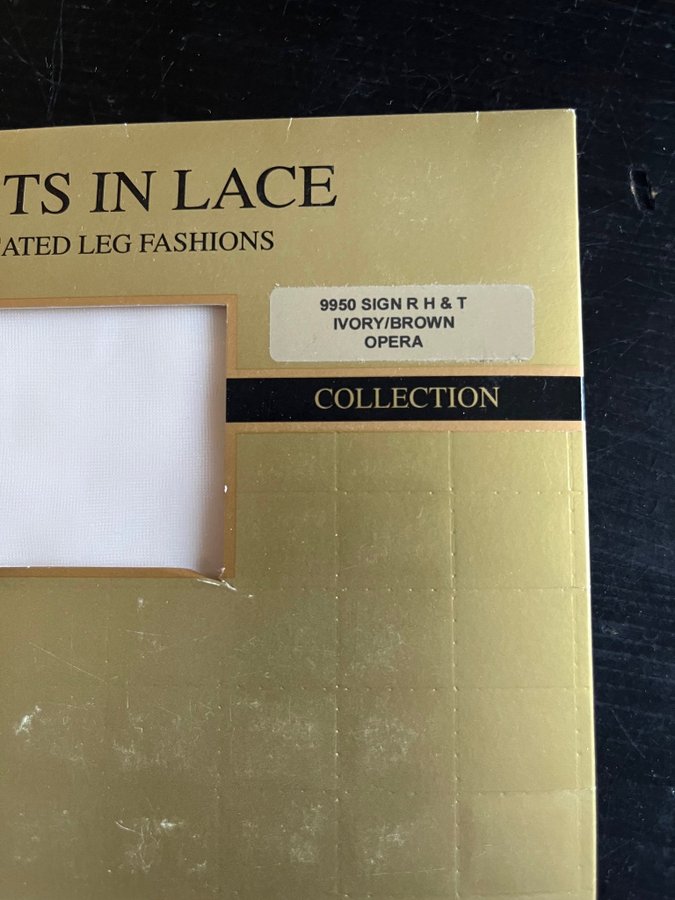 TS IN LACE
ATED LEG FASHIONS
9950 SIGN R H & T
IVORY/BROWN
OPERA
COLLECTION